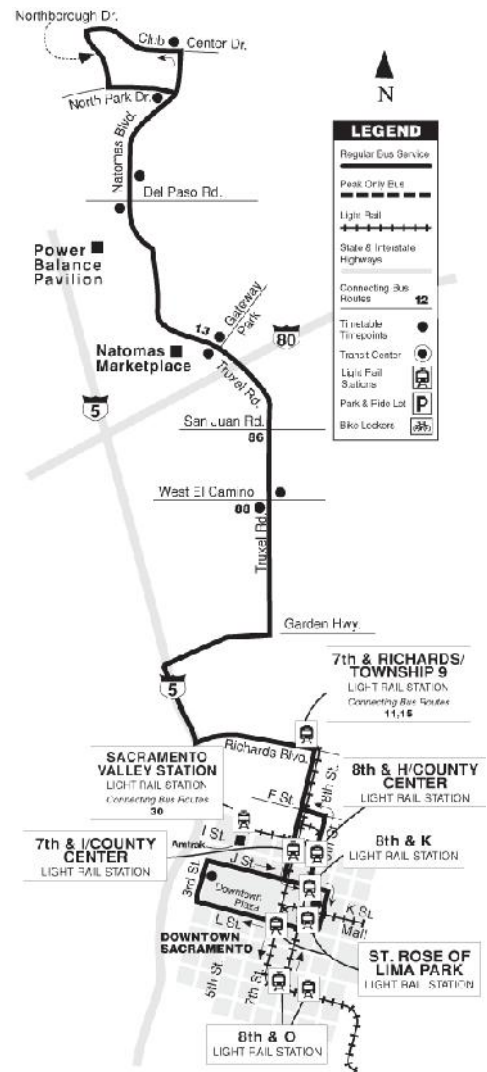 Northborough Dr.
Club Center Dr.
North Park Dr.
Natomas Blvd.
Del Paso Rd.
Power
Balance
Pavilion
13
Gateway
Park
80
Natomas
Marketplace
Truxel Rd.
5
San Juan Rd.
86
West El Camino
88
Truxel Rd.
Garden Hwy.
5
N
LEGEND
Regular Bus Service
Peak Only Bus
Light Rail
State & Interstate
Highways
Connecting Bus
Routes 12
Timetable
Timepoints
Transit Center
Light Rail
Stations
Park & Ride Lot P
Bike Lockers
7th & RICHARDS/
TOWNSHIP 9
LIGHT RAIL STATION
Connecting Bus Routes
11,15
Richards Blvd.
SACRAMENTO
VALLEY STATION
LIGHT RAIL STATION
Connecting Bus Routes
30
F St.
8th St.
8th & H/COUNTY
CENTER
LIGHT RAIL STATION
7th & I/COUNTY
CENTER
LIGHT RAIL STATION
I St.
Amtrak
J St.
8th & K
LIGHT RAIL STATION
3rd St.
Downtown
Plaza
K St.
Mall
L St.
DOWNTOWN
SACRAMENTO
5th St.
7th St.
ST. ROSE OF
LIMA PARK
LIGHT RAIL STATION
8th & O
LIGHT RAIL STATION